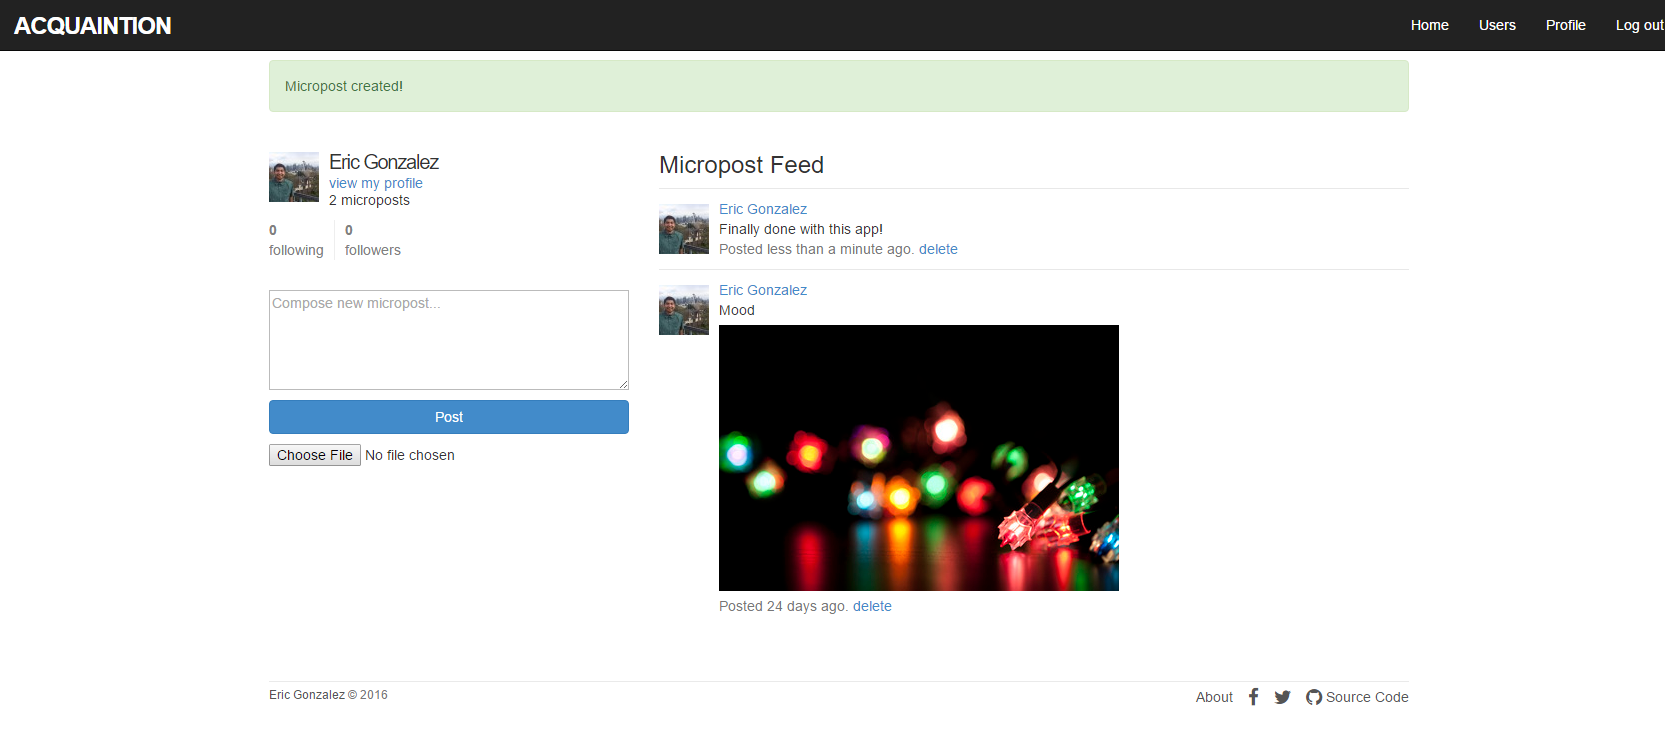 ACQUAINTION
Home Users Profile Log out
Micropost created!
Eric Gonzalez
view my profile
2 microposts
0 following
0 followers
Compose new micropost...
Post
Choose File No file chosen
Micropost Feed
Eric Gonzalez
Finally done with this app!
Posted less than a minute ago. delete
Eric Gonzalez
Mood
Posted 24 days ago. delete
Eric Gonzalez © 2016
About Source Code